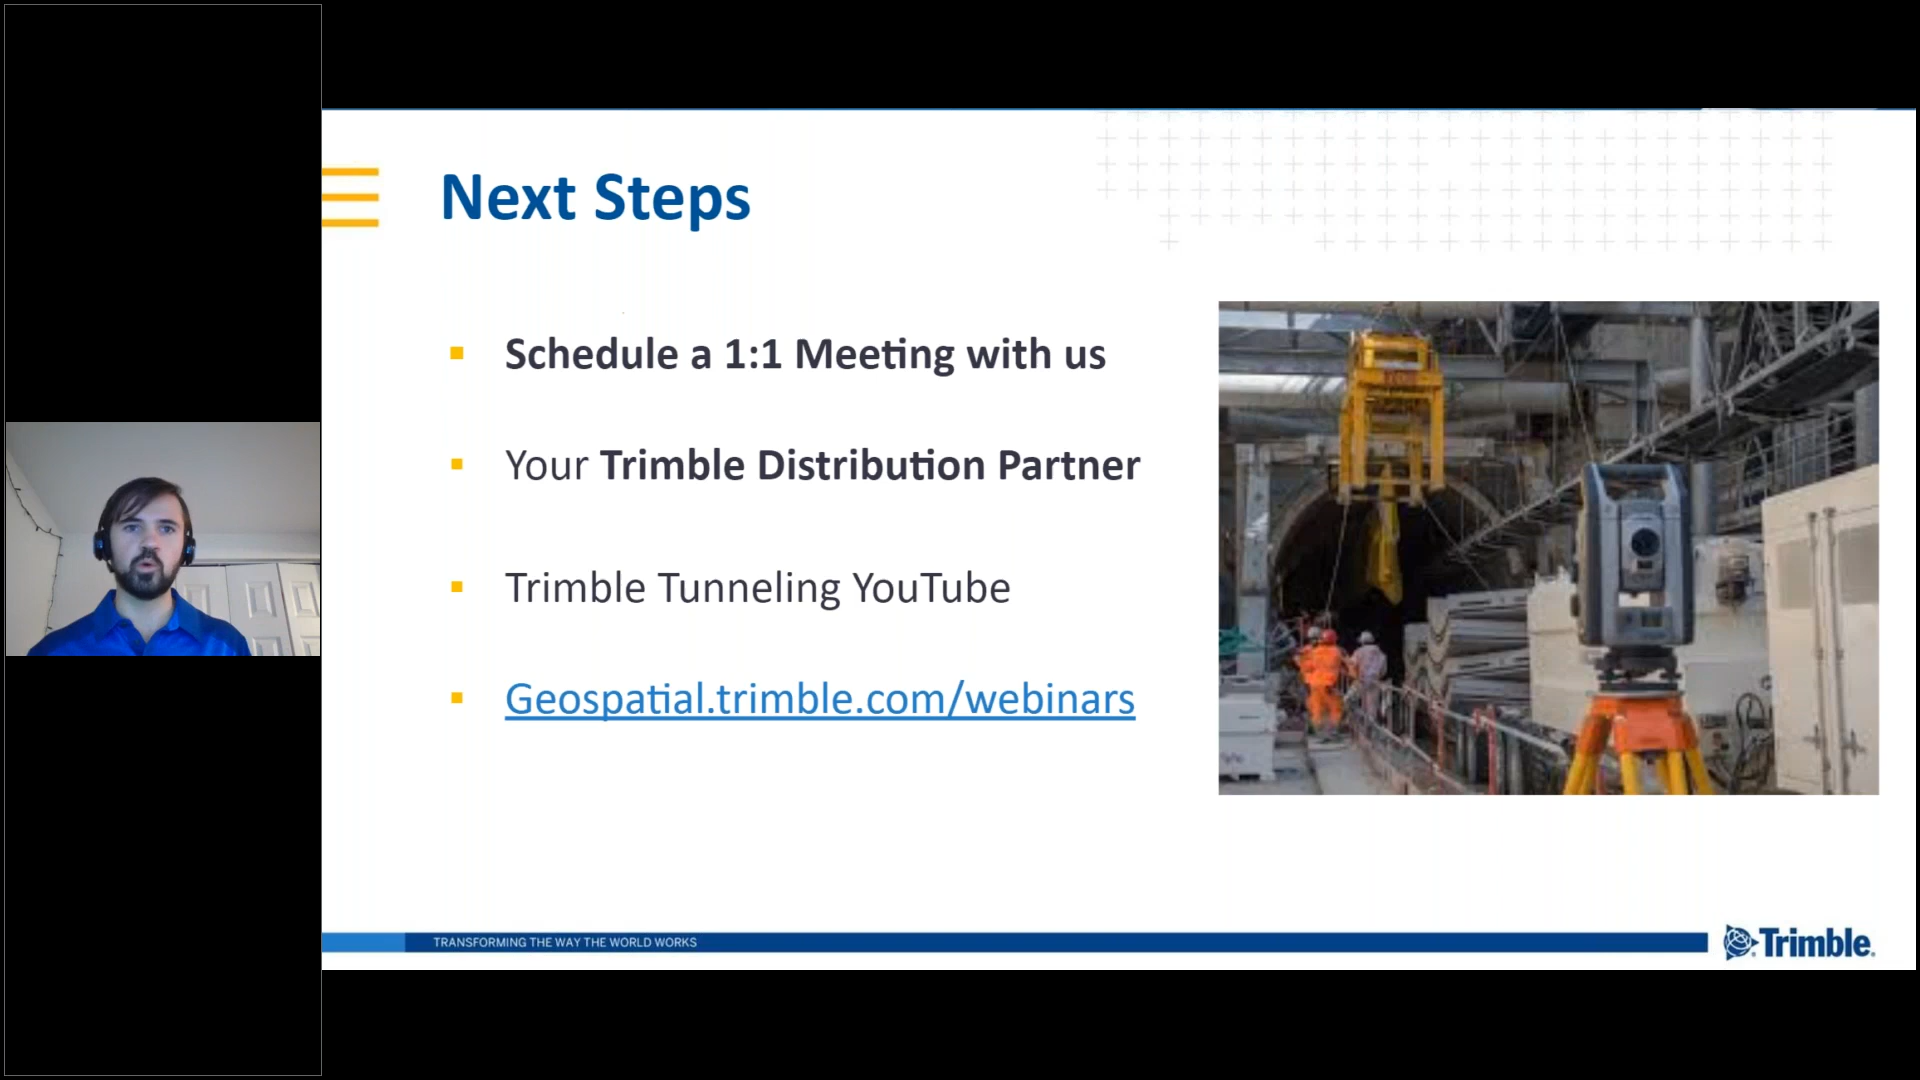 Next Steps
Schedule a 1:1 Meeting with us
Your Trimble Distribution Partner
Trimble Tunneling YouTube
Geospatial.trimble.com/webinars
TRANSFORMING THE WAY THE WORLD WORKS
Trimble